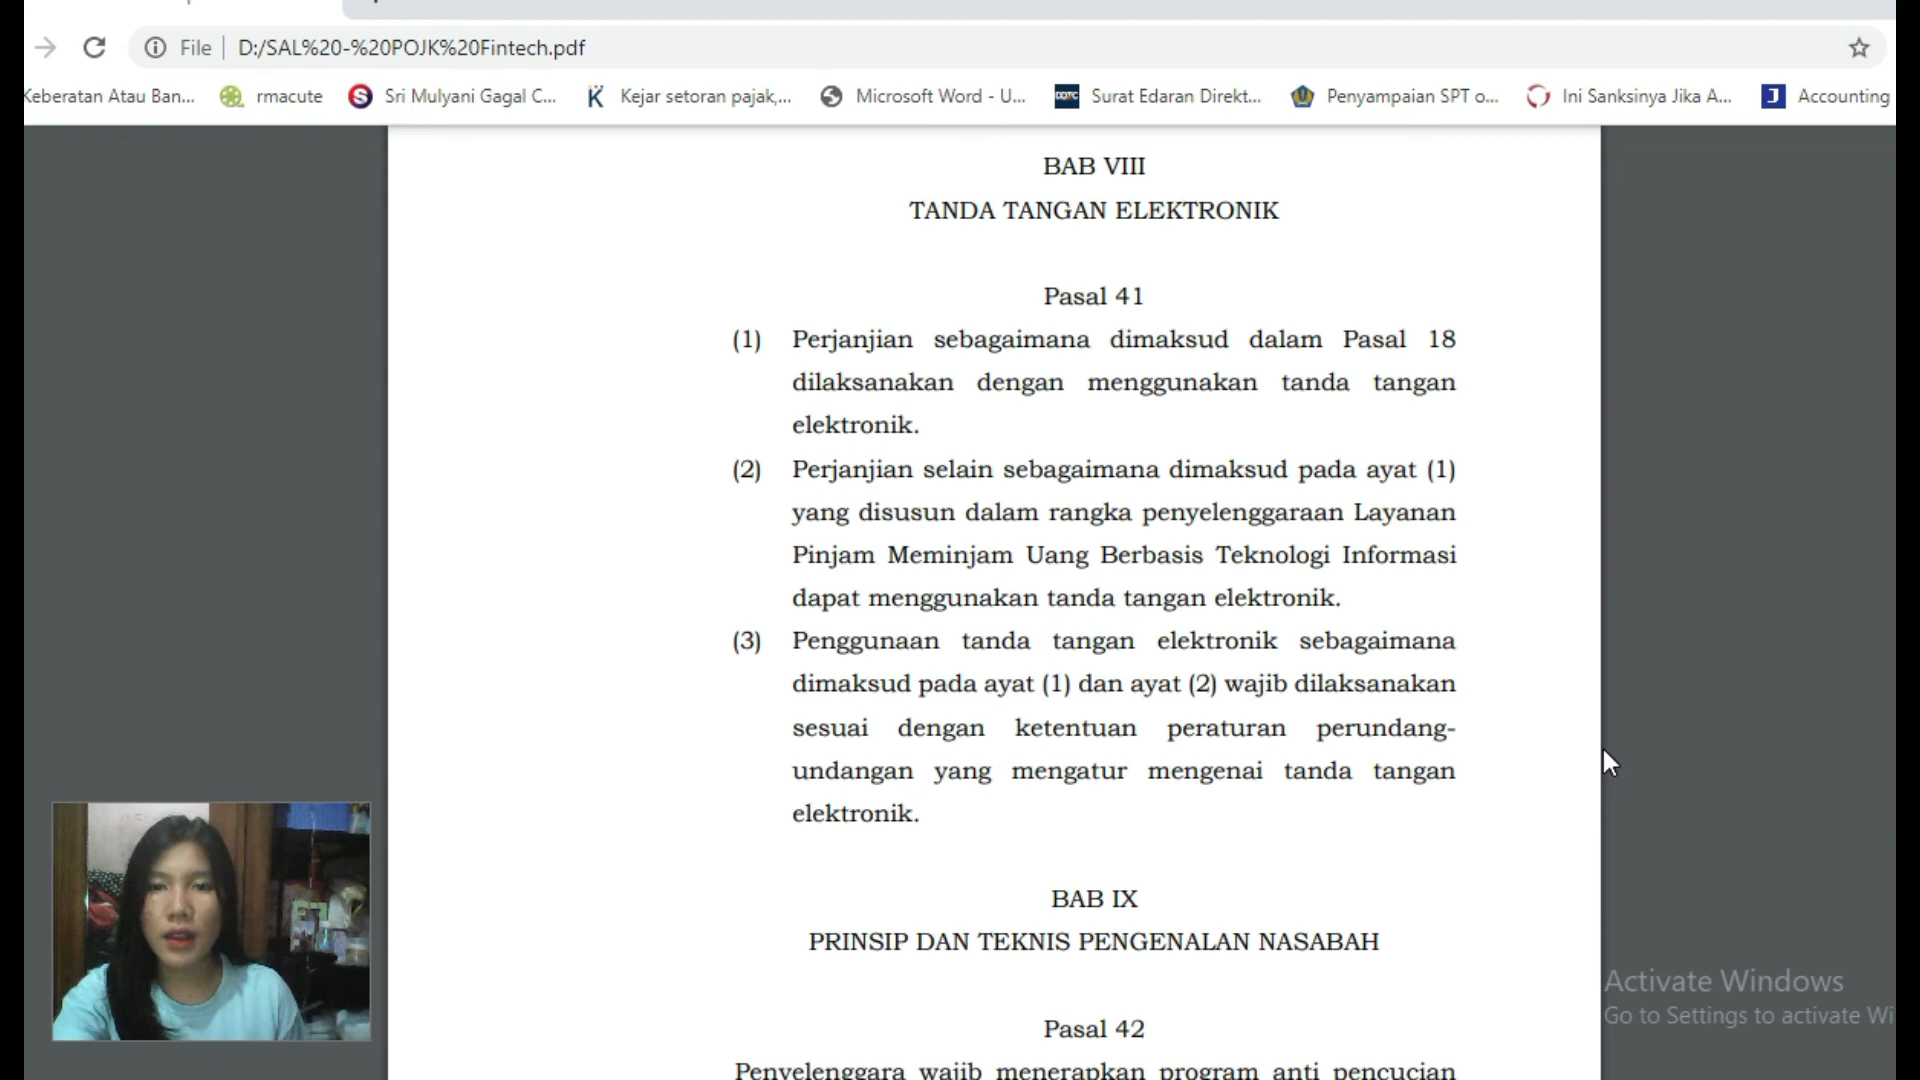 File D:/SAL%20-%20POJK%20Fintech.pdf
Keberatan Atau Ban... rmacute Sri Mulyani Gagal C... Kejar setoran pajak,... Microsoft Word - U... DDTC Surat Edaran Direkt... Penyampaian SPT o... Ini Sanksinya Jika A... J Accounting
BAB VIII
TANDA TANGAN ELEKTRONIK
Pasal 41
(1) Perjanjian sebagaimana dimaksud dalam Pasal 18
dilaksanakan dengan menggunakan tanda tangan
elektronik.
(2) Perjanjian selain sebagaimana dimaksud pada ayat (1)
yang disusun dalam rangka penyelenggaraan Layanan
Pinjam Meminjam Uang Berbasis Teknologi Informasi
dapat menggunakan tanda tangan elektronik.
(3) Penggunaan tanda tangan elektronik sebagaimana
dimaksud pada ayat (1) dan ayat (2) wajib dilaksanakan
sesuai dengan ketentuan peraturan perundang-
undangan yang mengatur mengenai tanda tangan
elektronik.
BAB IX
PRINSIP DAN TEKNIS PENGENALAN NASABAH
Pasal 42
Penyelenggara wajib menerapkan program anti pencucian
Activate Windows
Go to Settings to activate Wi